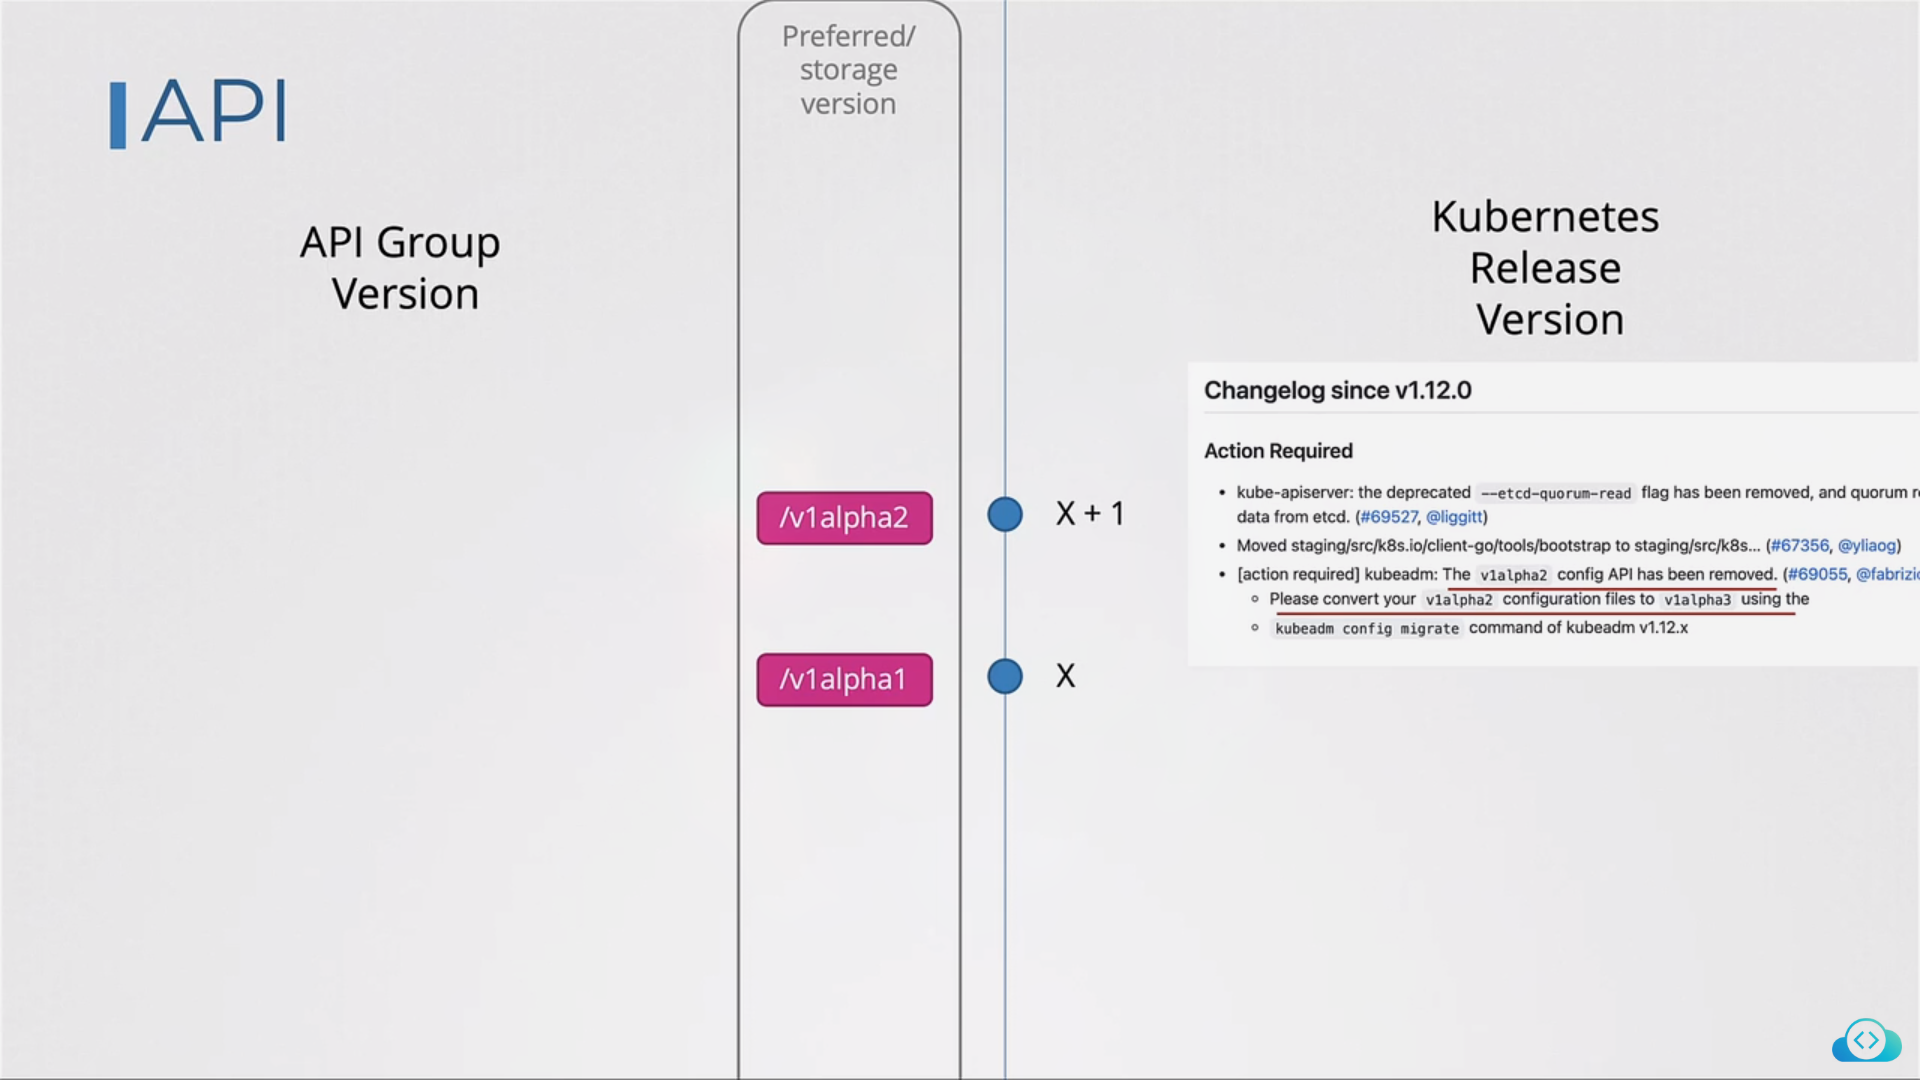 Preferred/
storage
version
API
API Group
Version
Kubernetes
Release
Version
Changelog since v1.12.0
Action Required
• kube-apiserver: the deprecated --etcd-quorum-read flag has been removed, and quorum
data from etcd. (#69527, @liggitt)
• Moved staging/src/k8s.io/client-go/tools/bootstrap to staging/src/k8s... (#67356, @yliaog)
• [action required] kubeadm: The v1alpha2 config API has been removed. (#69055, @fabrizi
◦ Please convert your v1alpha2 configuration files to v1alpha3 using the
◦ kubeadm config migrate command of kubeadm v1.12.x
/v1alpha2
X + 1
/v1alpha1
X